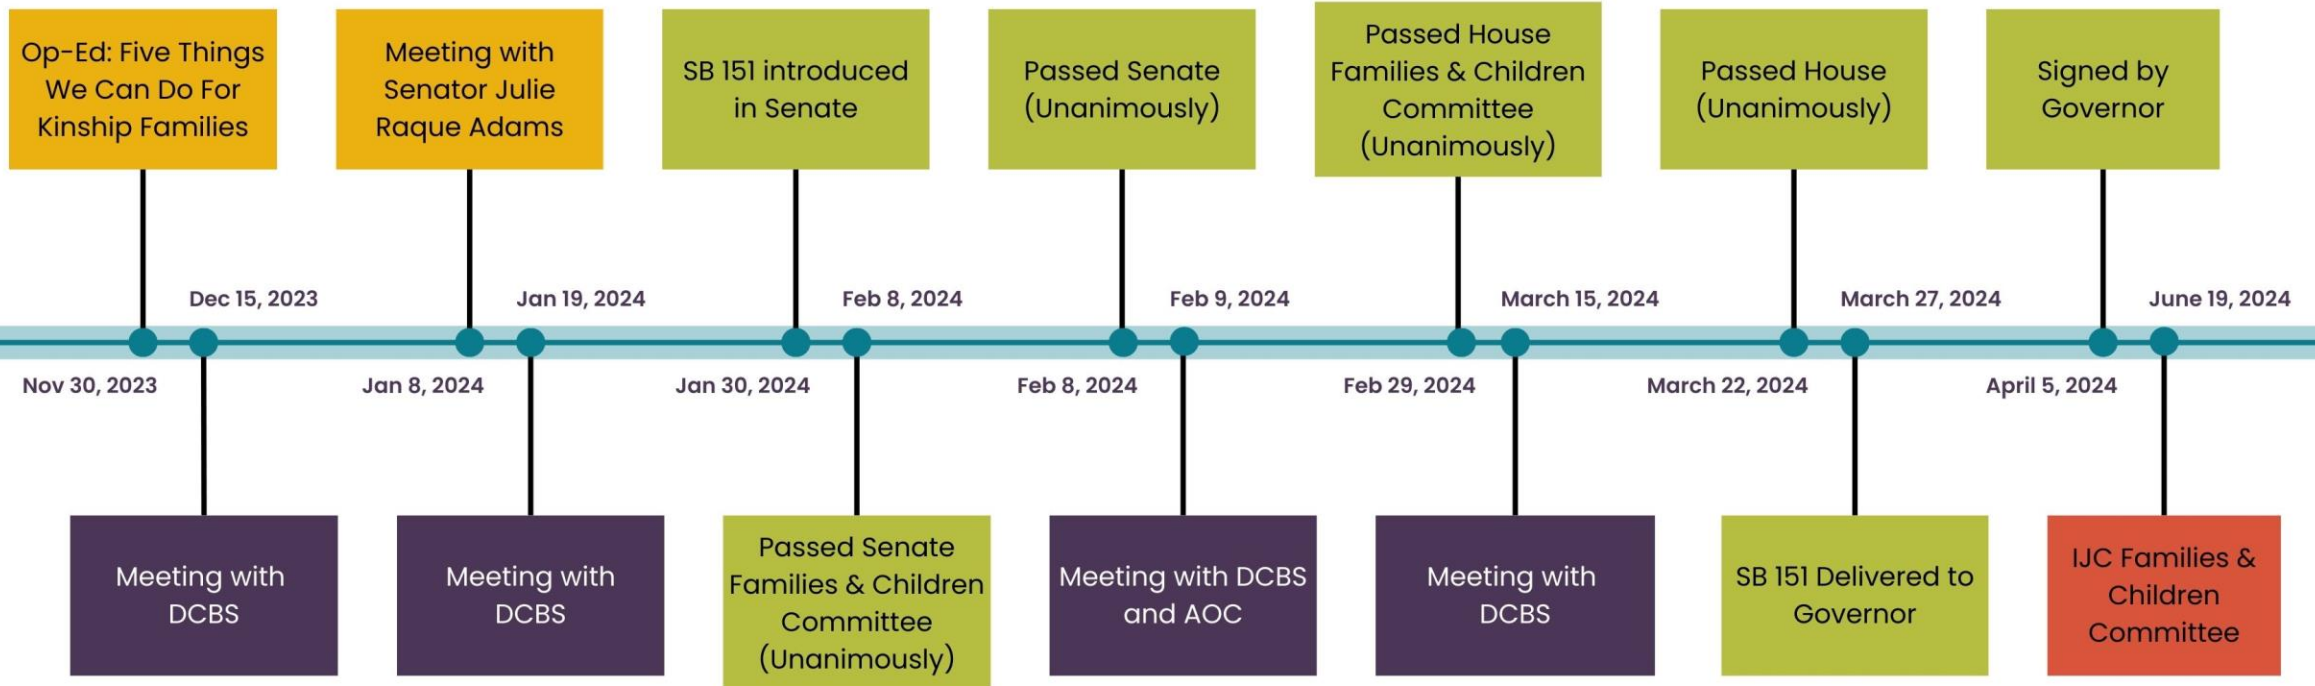 Op-Ed: Five Things
We Can Do For
Kinship Families
Meeting with
Senator Julie
Raque Adams
SB 151 introduced
in Senate
Passed Senate
(Unanimously)
Passed House
Families & Children
Committee
(Unanimously)
Passed House
(Unanimously)
Signed by
Governor
Dec 15, 2023
Jan 19, 2024
Feb 8, 2024
Feb 9, 2024
March 15, 2024
March 27, 2024
June 19, 2024
Nov 30, 2023
Jan 8, 2024
Jan 30, 2024
Feb 8, 2024
Feb 29, 2024
March 22, 2024
April 5, 2024
Meeting with
DCBS
Meeting with
DCBS
Passed Senate
Families & Children
Committee
(Unanimously)
Meeting with DCBS
and AOC
Meeting with
DCBS
SB 151 Delivered to
Governor
IJC Families &
Children
Committee